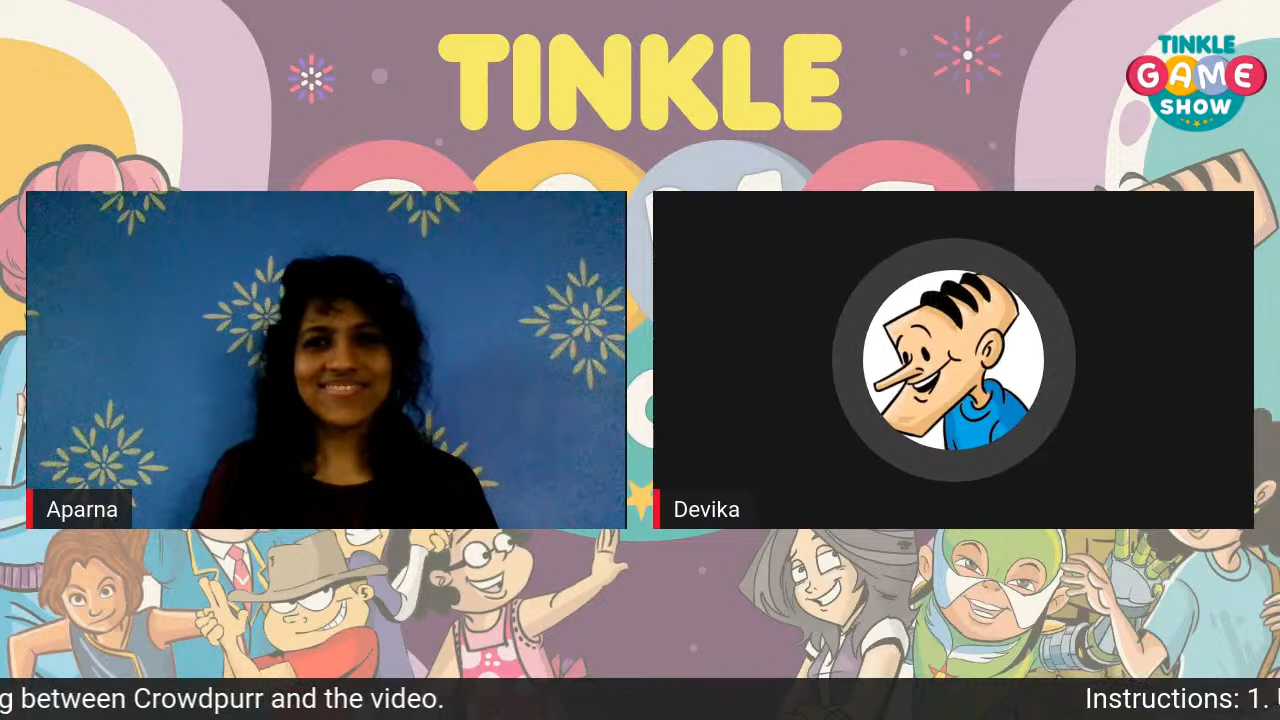 TINKLE
TINKLE
GAME
SHOW
Aparna
Devika
g between Crowdpurr and the video.
Instructions: 1.